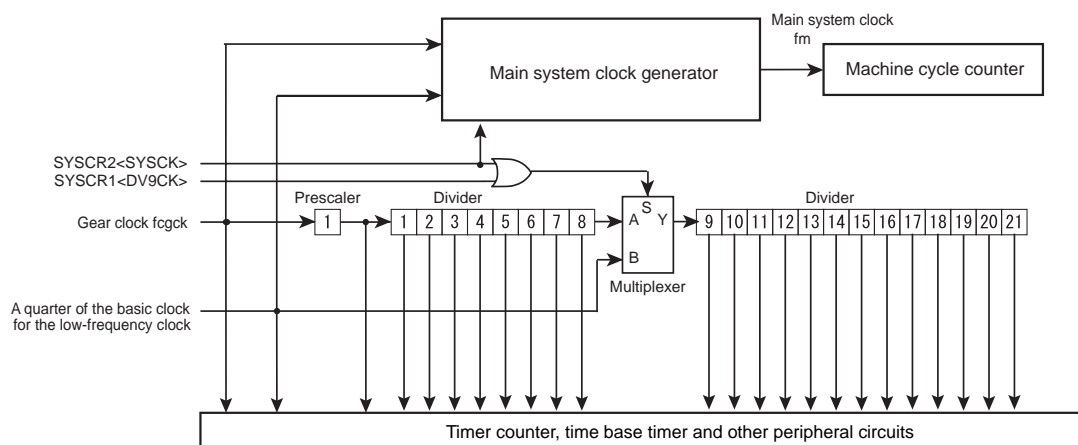 Main system clock
fm
Main system clock generator
Machine cycle counter
SYSCR2<SYSCK>
SYSCR1<DV9CK>
Prescaler
Divider
S
Divider
Gear clock fcgck
1
1 2 3 4 5 6 7 8
A
Y
9 10 11 12 13 14 15 16 17 18 19 20 21
B
Multiplexer
A quarter of the basic clock
for the low-frequency clock
Timer counter, time base timer and other peripheral circuits